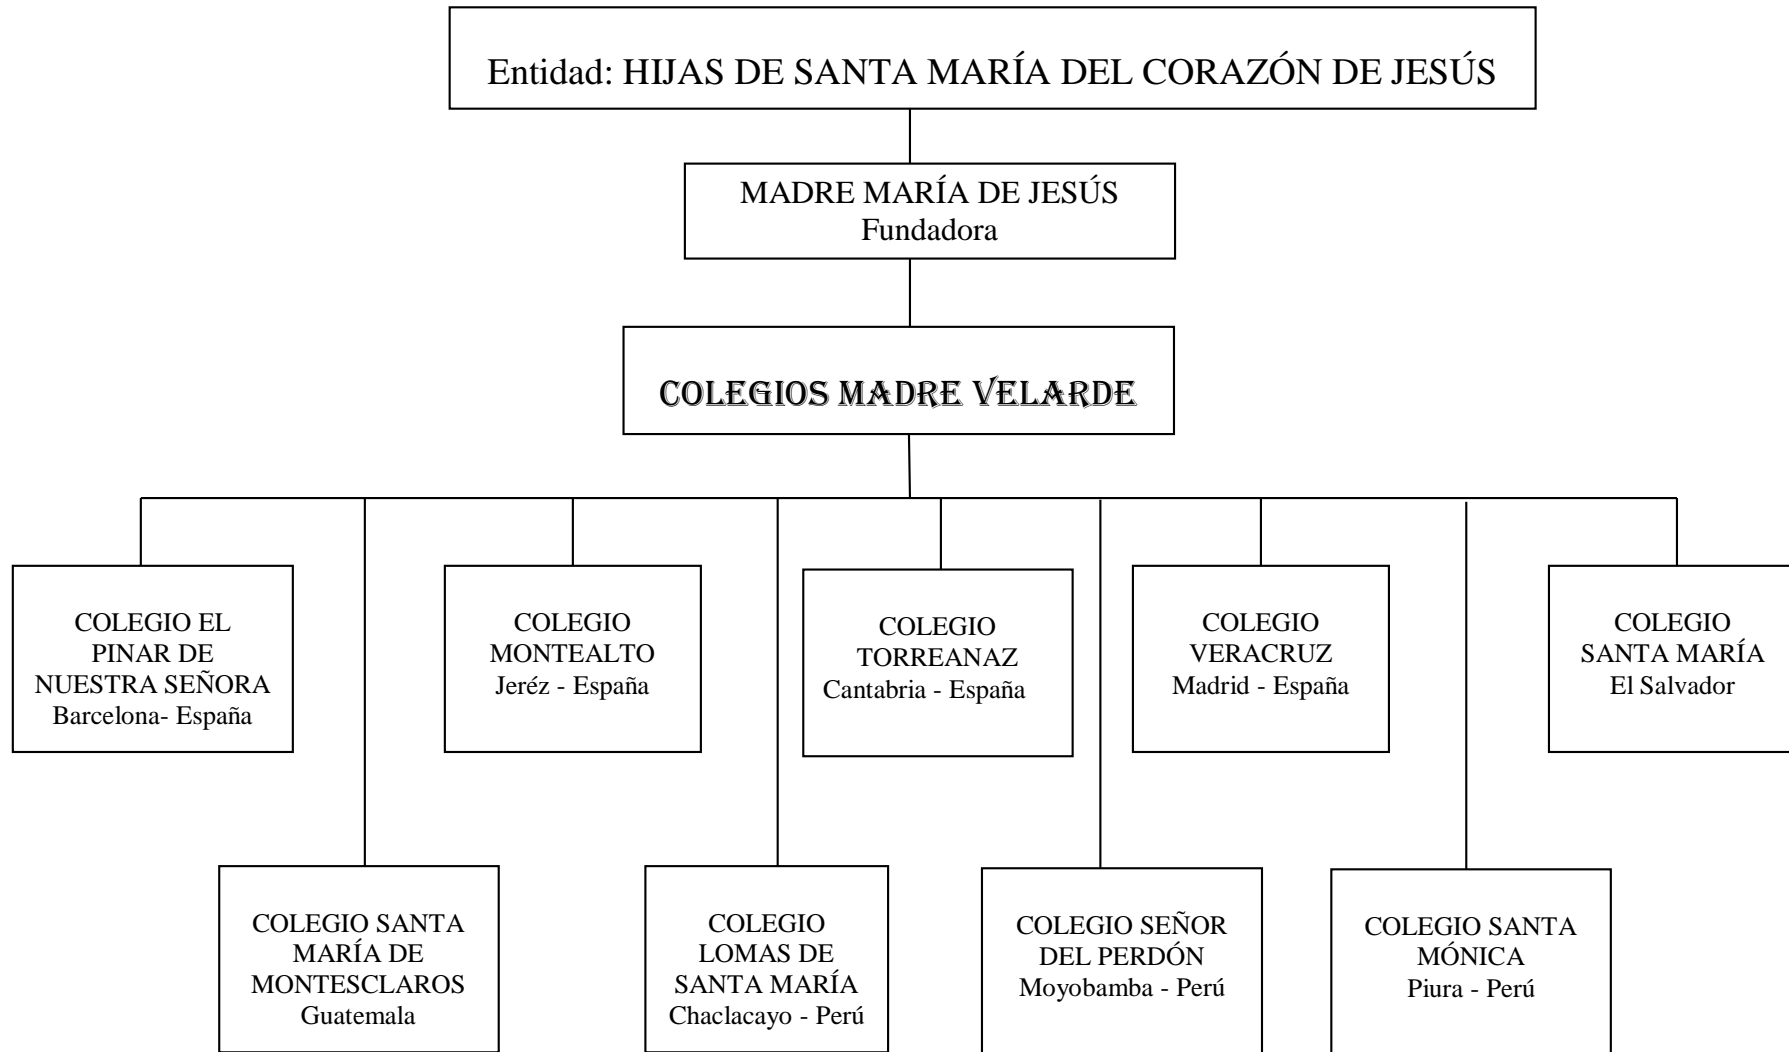 Entidad: HIJAS DE SANTA MARÍA DEL CORAZÓN DE JESÚS
MADRE MARÍA DE JESÚS
Fundadora
COLEGIOS MADRE VELARDE
COLEGIO EL
PINAR DE
NUESTRA SEÑORA
Barcelona- España
COLEGIO
MONTEALTO
Jeréz - España
COLEGIO
TORREANAZ
Cantabria - España
COLEGIO
VERACRUZ
Madrid - España
COLEGIO
SANTA MARÍA
El Salvador
COLEGIO SANTA
MARÍA DE
MONTESCLAROS
Guatemala
COLEGIO
LOMAS DE
SANTA MARÍA
Chaclacayo - Perú
COLEGIO SEÑOR
DEL PERDÓN
Moyobamba - Perú
COLEGIO SANTA
MÓNICA
Piura - Perú